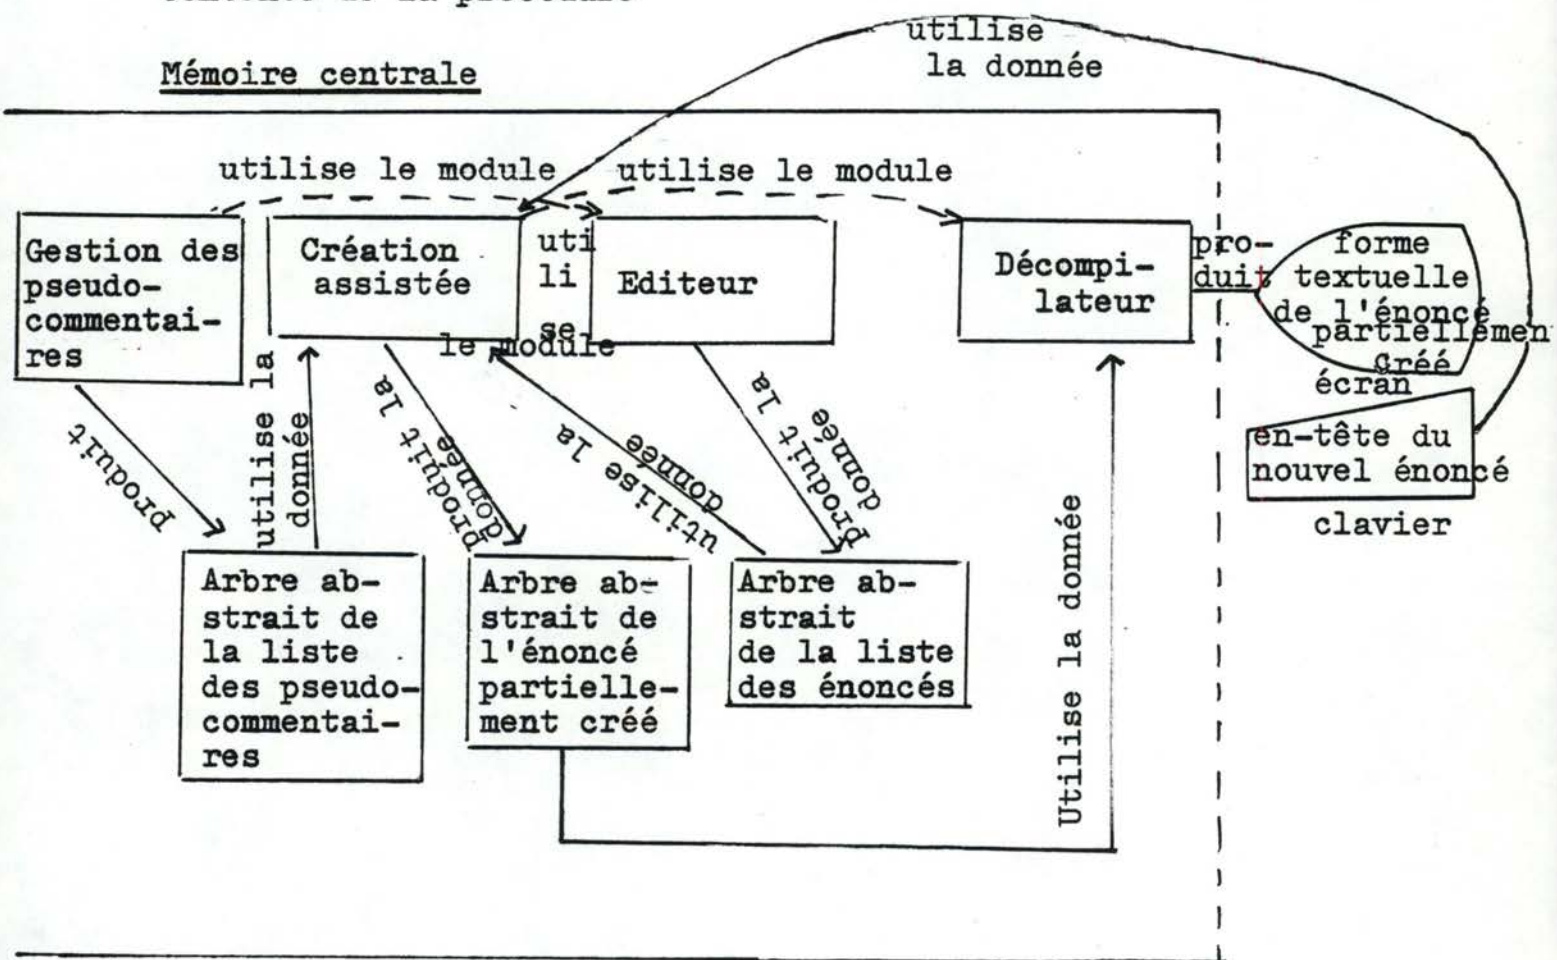 Mémoire centrale
utilise
la donnée
utilise le module
utilise le module
Gestion des
pseudo-
commentai-
res
Création
assistée
uti
li
se
le module
Editeur
Décompi-
lateur
pro-
duit
forme
textuelle
de l'énoncé
partiellemen
créé
écran
en-tête du
nouvel énoncé
clavier
produit
utilise la
donnée
produit la
donnée
utilise la
donnée
produit la
donnée
Utilise la donnée
Arbre ab-
strait de
la liste
des pseudo-
commentai-
res
Arbre ab-
strait de
l'énoncé
partielle-
ment créé
Arbre ab-
strait
de la liste
des énoncés